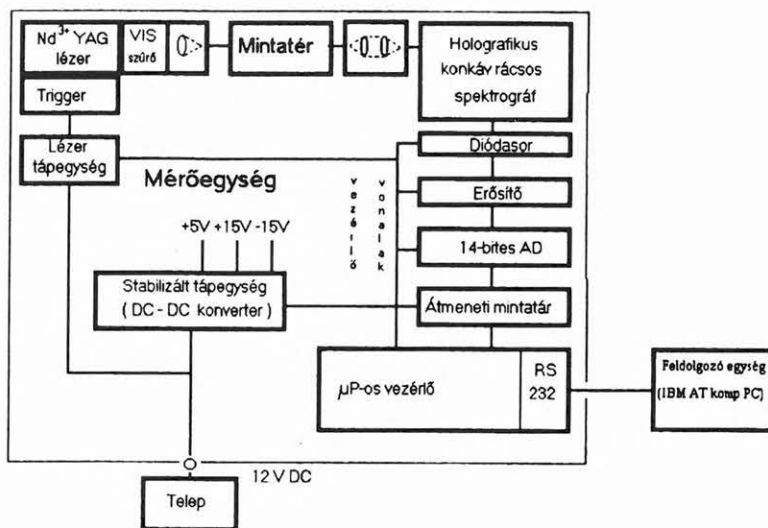 Nd³⁺ YAG
lézer
VIS
szűrő
Mintatér
Holografikus
konkáv rácsos
spektrográf
Trigger
Lézer
tápegység
Diódasor
Mérőegység
vezérlő
vonalak
Erősítő
14-bites AD
+5V +15V -15V
Stabilizált tápegység
( DC - DC konverter )
Átmeneti mintatár
µP-os vezérlő
RS
232
Feldolgozó egység
(IBM AT komp PC)
12 V DC
Telep